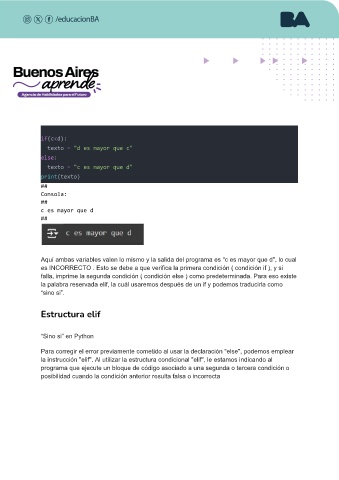 /educacionBA
BA
Buenos Aires
aprende
Agencia de Habilidades para el Futuro
if(c<d):
texto = "d es mayor que c"
else:
texto = "c es mayor que d"
print(texto)
##
Consola:
##
c es mayor que d
##
c es mayor que d
Aquí ambas variables valen lo mismo y la salida del programa es "c es mayor que d", lo cual
es INCORRECTO . Esto se debe a que verifica la primera condición ( condición if ), y si
falla, imprime la segunda condición ( condición else ) como predeterminada. Para eso existe
la palabra reservada elif, la cuál usaremos después de un if y podemos traducirla como
"sino si".
Estructura elif
"Sino si" en Python
Para corregir el error previamente cometido al usar la declaración "else", podemos emplear
la instrucción "elif". Al utilizar la estructura condicional "elif", le estamos indicando al
programa que ejecute un bloque de código asociado a una segunda o tercera condición o
posibilidad cuando la condición anterior resulta falsa o incorrecta